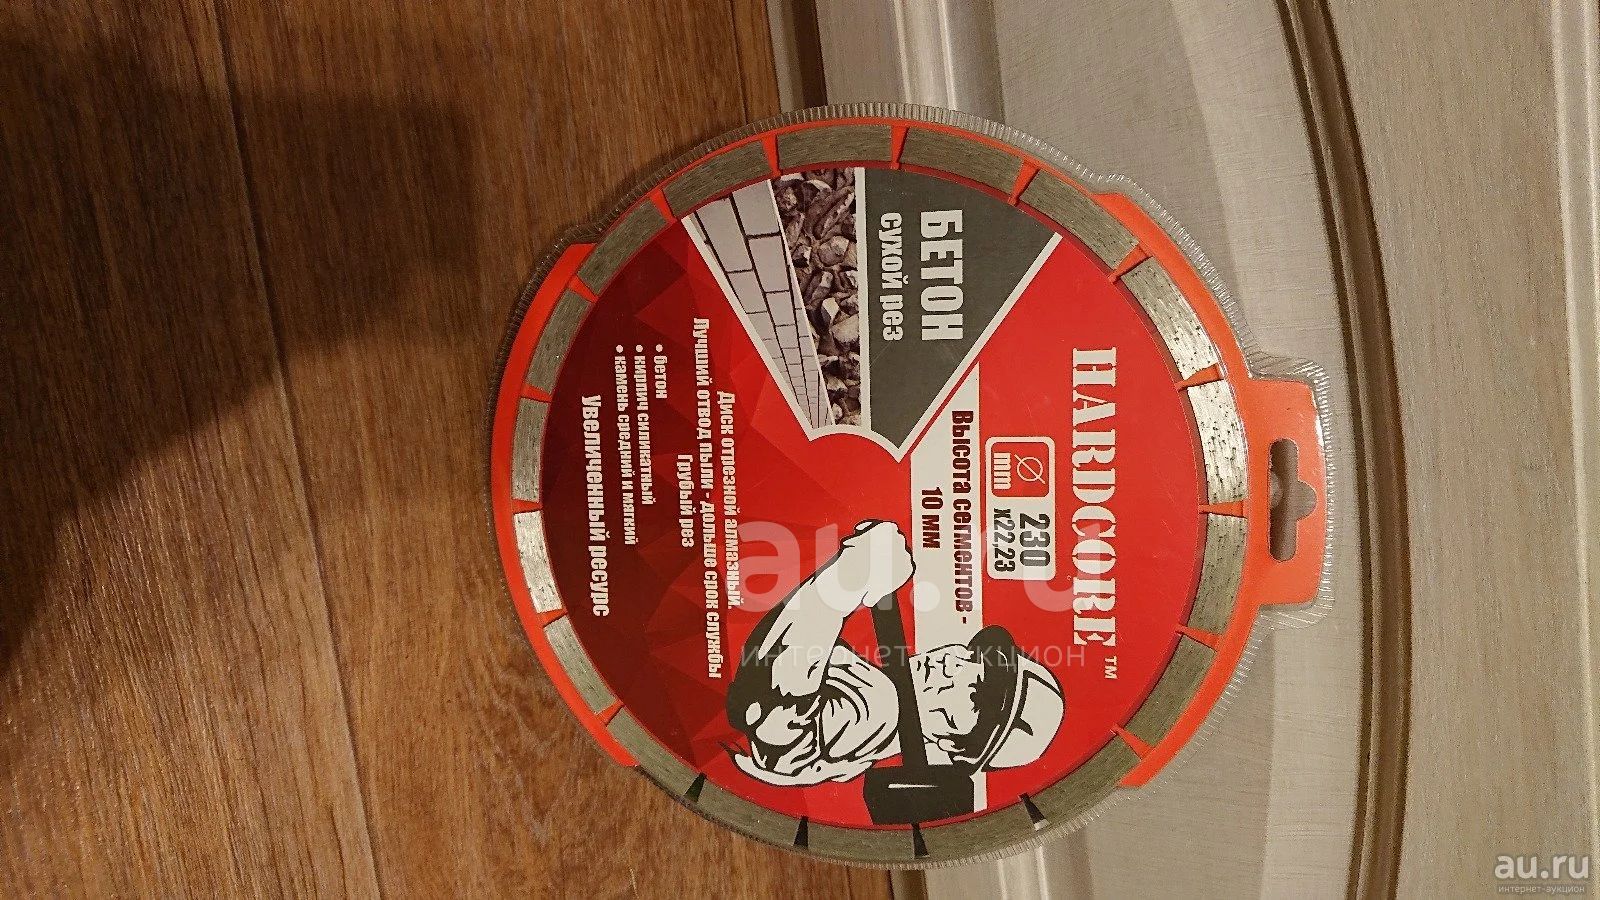 HARDCORE™
Ø
mm
230
x22,23
Высота сегментов -
10 мм
БЕТОН
сухой рез
Диск отрезной алмазный.
Лучший отвод пыли - дольше срок службы
Грубый рез
• бетон
• кирпич силикатный
• камень средний и мягкий
Увеличенный ресурс
au.ru
интернет-аукцион
au.ru
интернет-аукцион